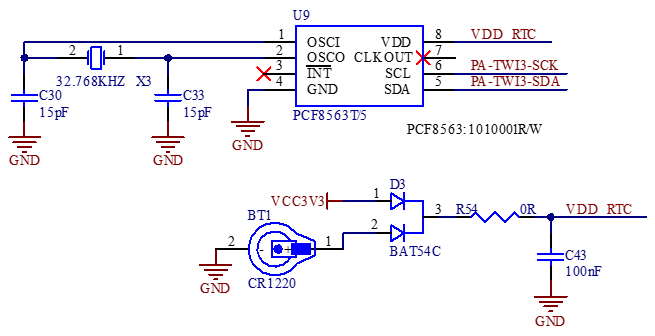 U9
1 OSCI VDD 8 VDD_RTC
2 1 2 OSCO CLKOUT 7
3 INT SCL 6 PA-TWI3-SCK
32.768KHZ X3
4 GND SDA 5 PA-TWI3-SDA
C30 C33
15pF 15pF
PCF8563T/5
GND GND GND
PCF8563:1010001R/W
D3
VCC3V3 1
BT1 3 R54 0R VDD_RTC
2 - + 1 2
BAT54C
C43
CR1220 100nF
GND
GND